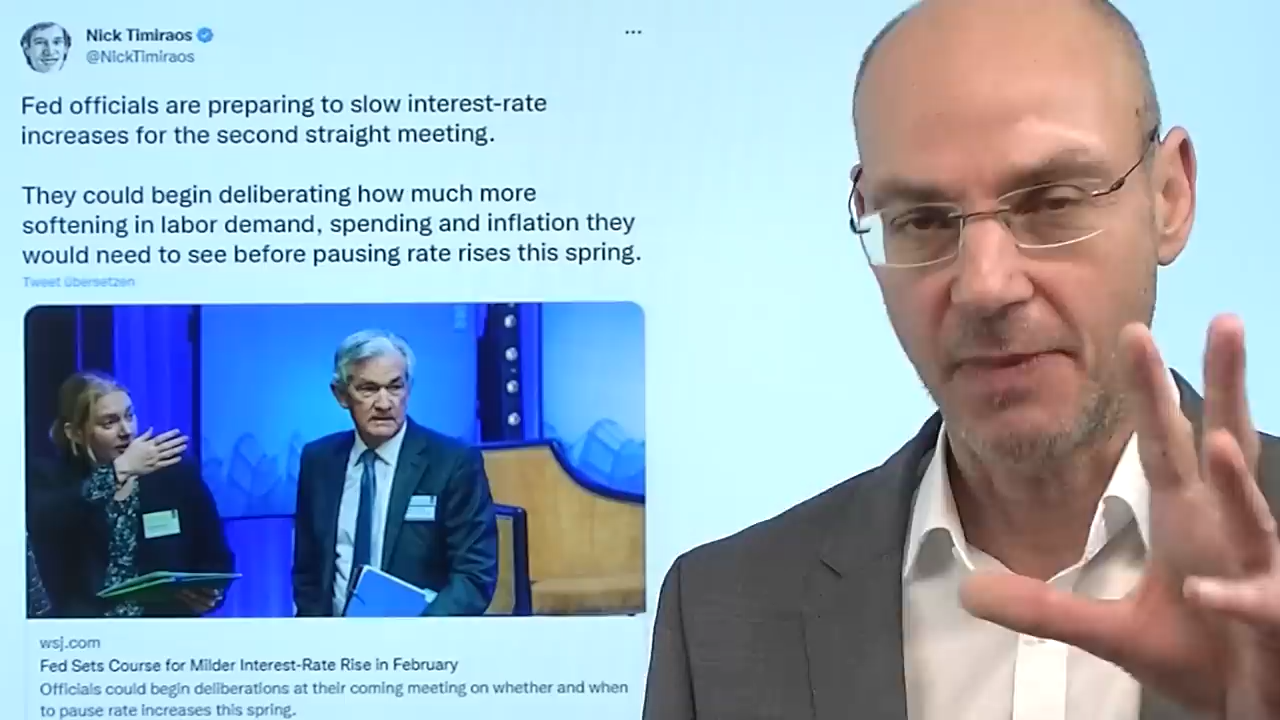 Nick Timiraos
@NickTimiraos
Fed officials are preparing to slow interest-rate
increases for the second straight meeting.
They could begin deliberating how much more
softening in labor demand, spending and inflation they
would need to see before pausing rate rises this spring.
Tweet übersetzen
wsj.com
Fed Sets Course for Milder Interest-Rate Rise in February
Officials could begin deliberations at their coming meeting on whether and when
to pause rate increases this spring.